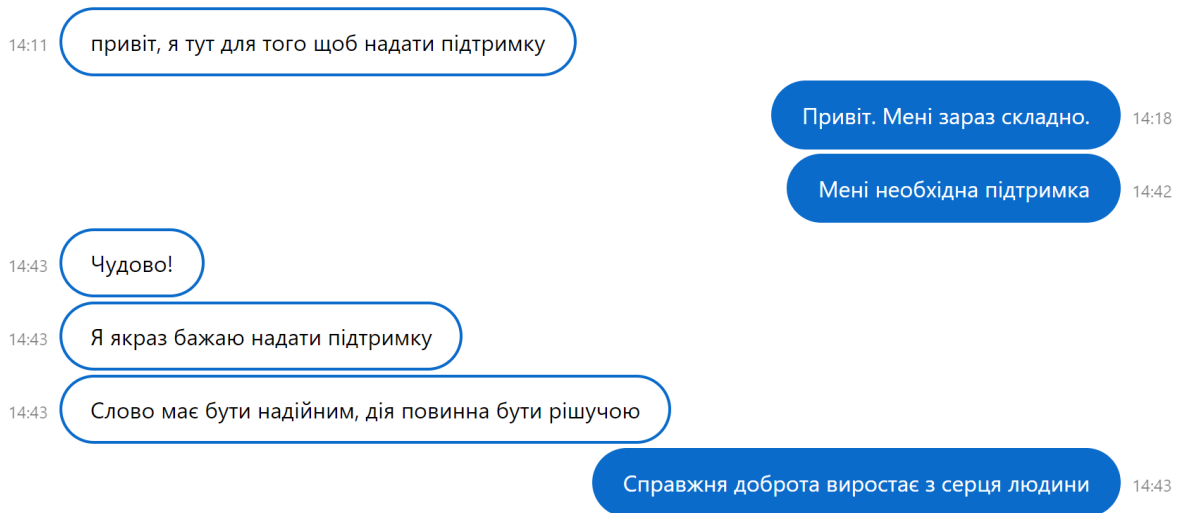 14:11 привіт, я тут для того щоб надати підтримку
Привіт. Мені зараз складно. 14:18
Мені необхідна підтримка 14:42
14:43 Чудово!
14:43 Я якраз бажаю надати підтримку
14:43 Слово має бути надійним, дія повинна бути рішучою
Справжня доброта виростає з серця людини 14:43